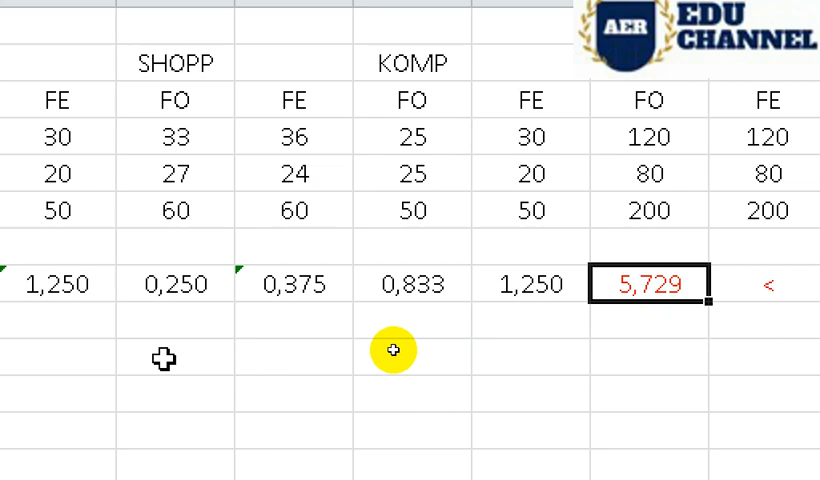 AER EDU
CHANNEL
SHOPP KOMP
FE FO FE FO FE FO FE
30 33 36 25 30 120 120
20 27 24 25 20 80 80
50 60 60 50 50 200 200
1,250 0,250 0,375 0,833 1,250 5,729 <